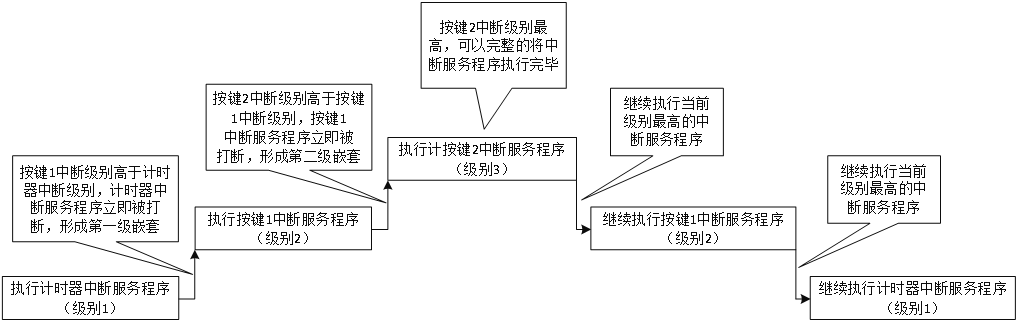 按键2中断级别最
高，可以完整的将中
断服务程序执行完毕
按键2中断级别高于按键
1中断级别，按键1
中断服务程序立即被
打断，形成第二级嵌套
继续执行当前
级别最高的中
断服务程序
执行计按键2中断服务程序
（级别3）
按键1中断级别高于计时
器中断级别，计时器中
断服务程序立即被打
断，形成第一级嵌套
继续执行当前
级别最高的中
断服务程序
执行按键1中断服务程序
（级别2）
继续执行按键1中断服务程序
（级别2）
执行计时器中断服务程序
（级别1）
继续执行计时器中断服务程序
（级别1）